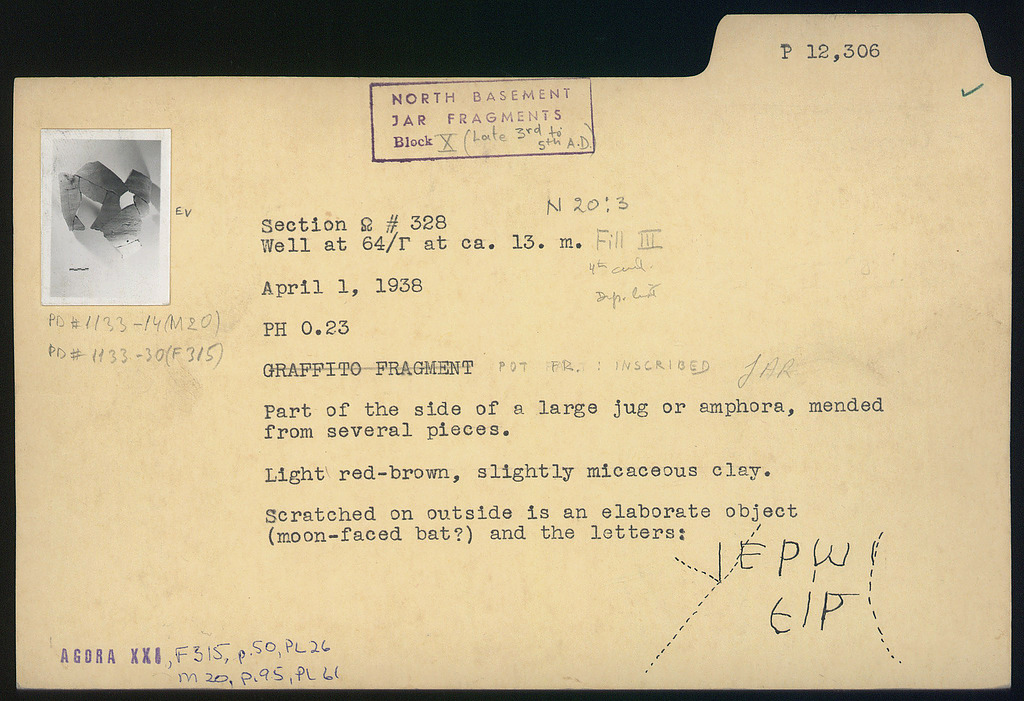 P 12,306
✓
NORTH BASEMENT
JAR FRAGMENTS
Block X (Late 3rd to
5th A.D.)
EV
N 20:3
Section Ω # 328
Well at 64/Γ at ca. 13. m. Fill III
4th cent.
Dep. list
April 1, 1938
PD # 1133-14 (M20)
PH 0.23
PD # 1133-30 (F315)
GRAFFITO FRAGMENT POT FR. : INSCRIBED JAR
Part of the side of a large jug or amphora, mended
from several pieces.
Light red-brown, slightly micaceous clay.
Scratched on outside is an elaborate object
(moon-faced bat?) and the letters:
ΙΕΡΩΙ
ΕΙΡ
AGORA XXI, F315, p.50, PL 26
M 20, p.95, PL 61